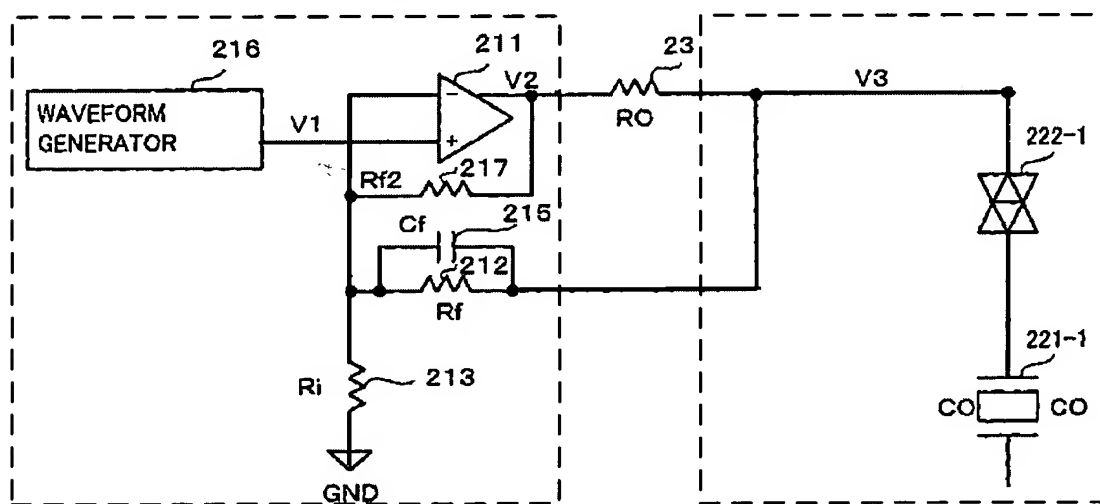 216
211
23
WAVEFORM
GENERATOR
V1
V2
RO
V3
222-1
Rf2
217
Cf
215
212
Rf
Ri
213
221-1
CO
CO
GND